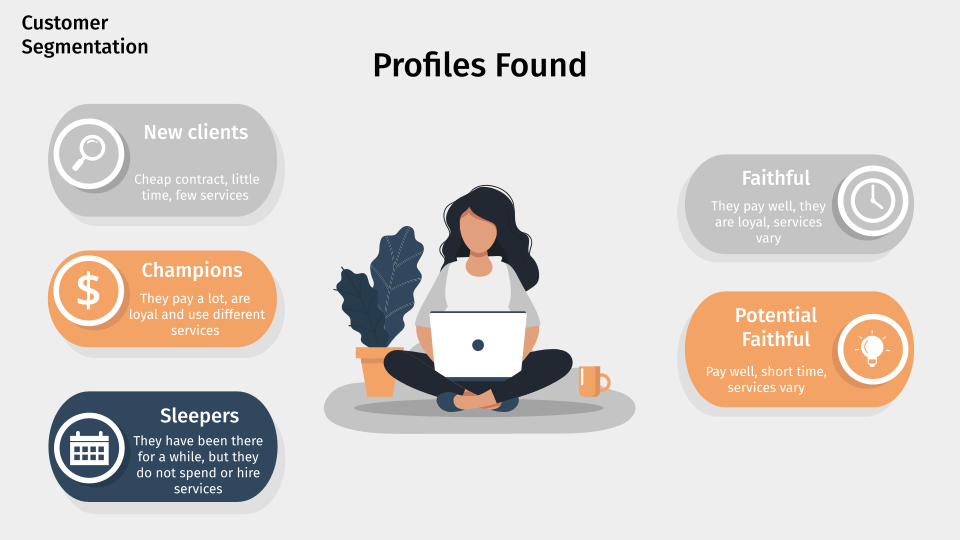 Customer
Segmentation
Profiles Found
New clients
Cheap contract, little
time, few services
Champions
They pay a lot, are
loyal and use different
services
Sleepers
They have been there
for a while, but they
do not spend or hire
services
Faithful
They pay well, they
are loyal, services
vary
Potential
Faithful
Pay well, short time,
services vary
$